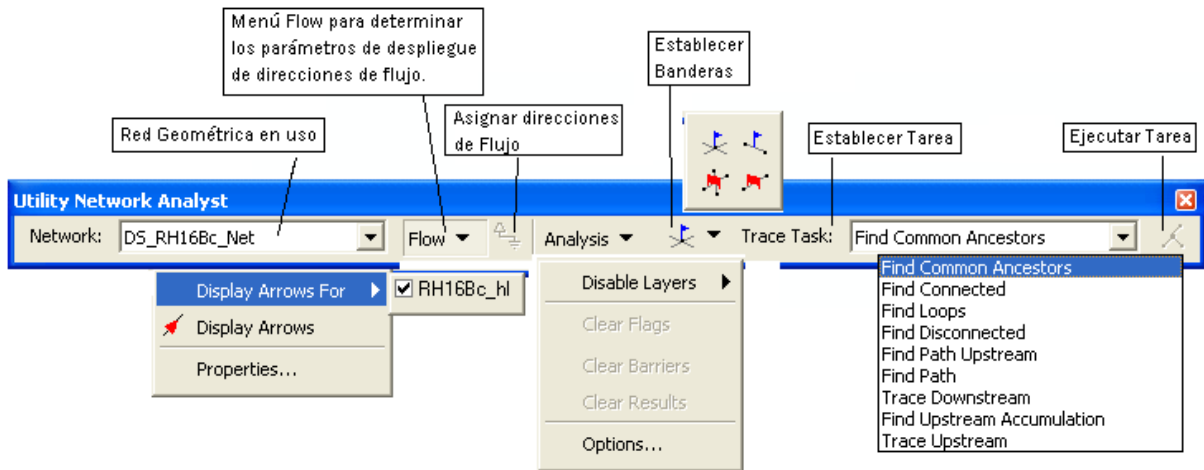 Menú Flow para determinar
los parámetros de despliegue
de direcciones de flujo.
Establecer
Banderas
Red Geométrica en uso
Asignar direcciones
de Flujo
Establecer Tarea
Ejecutar Tarea
Utility Network Analyst
Network: DS_RH16Bc_Net Flow Analysis Trace Task: Find Common Ancestors
Display Arrows For
RH16Bc_hl
Display Arrows
Properties...
Disable Layers
Clear Flags
Clear Barriers
Clear Results
Options...
Find Common Ancestors
Find Connected
Find Loops
Find Disconnected
Find Path Upstream
Find Path
Trace Downstream
Find Upstream Accumulation
Trace Upstream